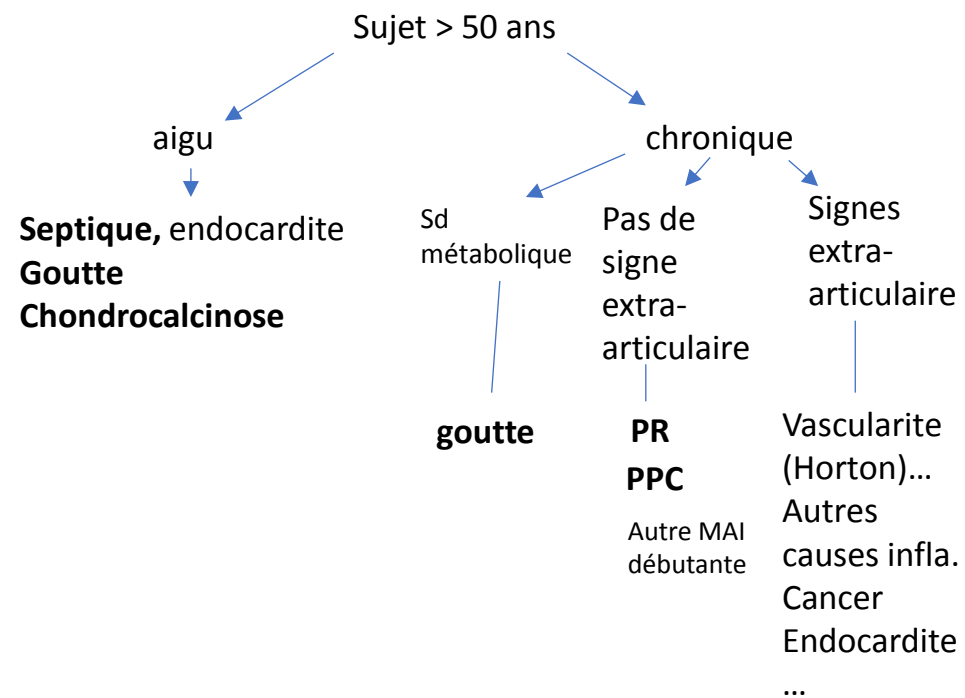 Sujet > 50 ans
aigu
chronique
Septique, endocardite
Goutte
Chondrocalcinose
Sd
métabolique
goutte
Pas de
signe
extra-
articulaire
PR
PPC
Autre MAI
débutante
Signes
extra-
articulaire
Vascularite
(Horton)...
Autres
causes infla.
Cancer
Endocardite
...